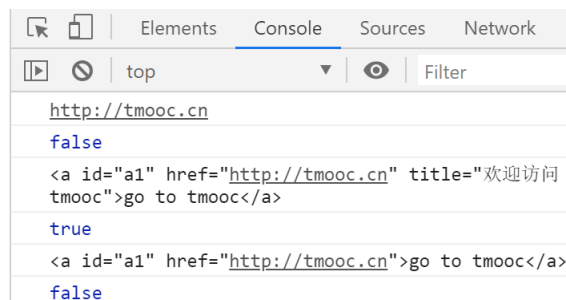 Elements Console Sources Network
top Filter
http://tmooc.cn
false
<a id="a1" href="http://tmooc.cn" title="欢迎访问
tmooc">go to tmooc</a>
true
<a id="a1" href="http://tmooc.cn">go to tmooc</a>
false